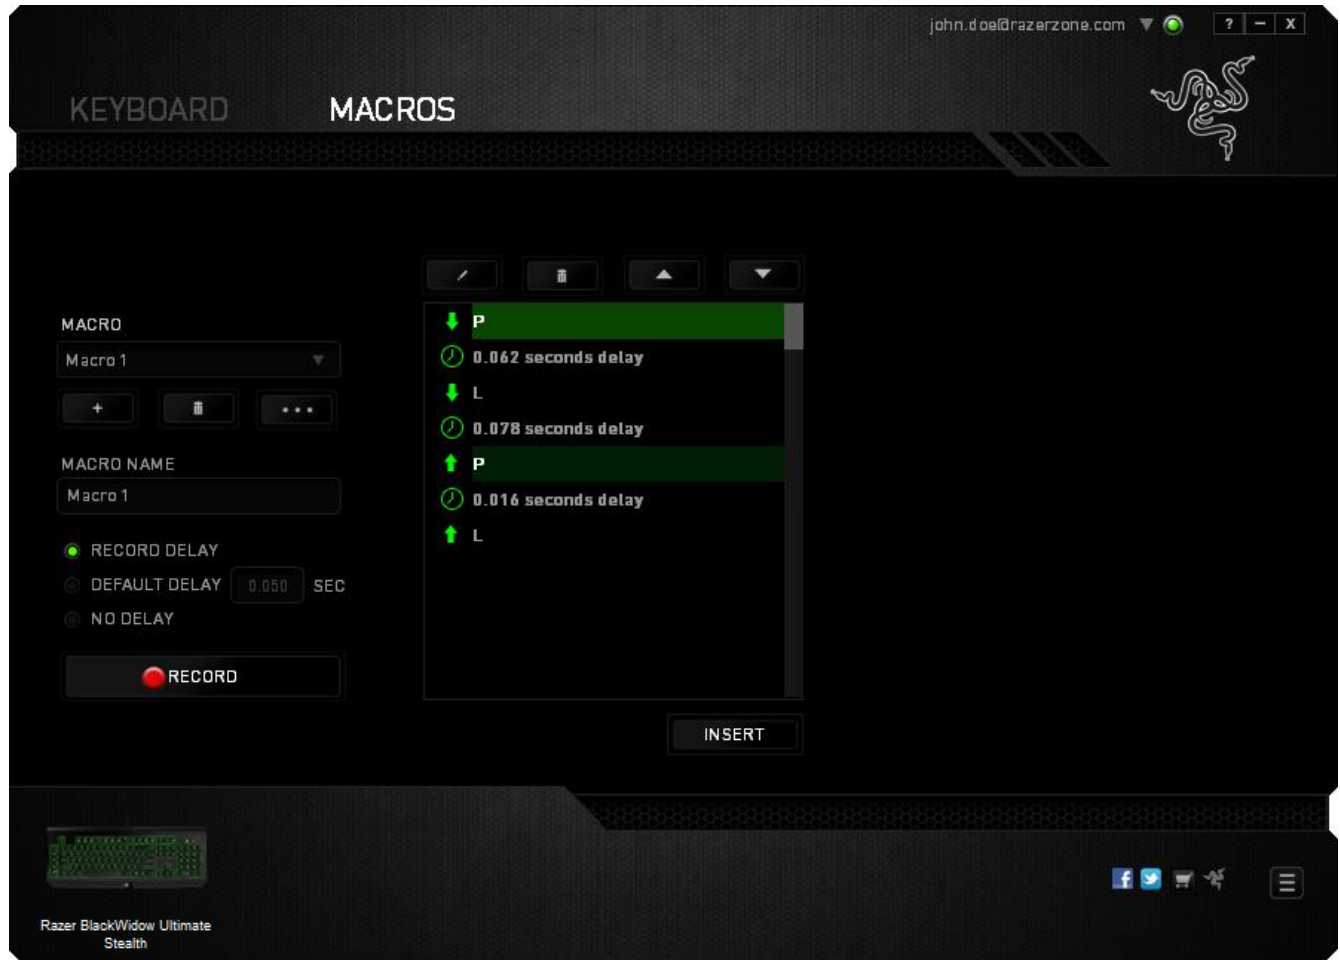 john.doe@razerzone.com
? – X
KEYBOARD MACROS
MACRO
Macro 1
MACRO NAME
Macro 1
RECORD DELAY
DEFAULT DELAY 0.050 SEC
NO DELAY
RECORD
P
0.062 seconds delay
L
0.078 seconds delay
P
0.016 seconds delay
L
INSERT
Razer BlackWidow Ultimate
Stealth